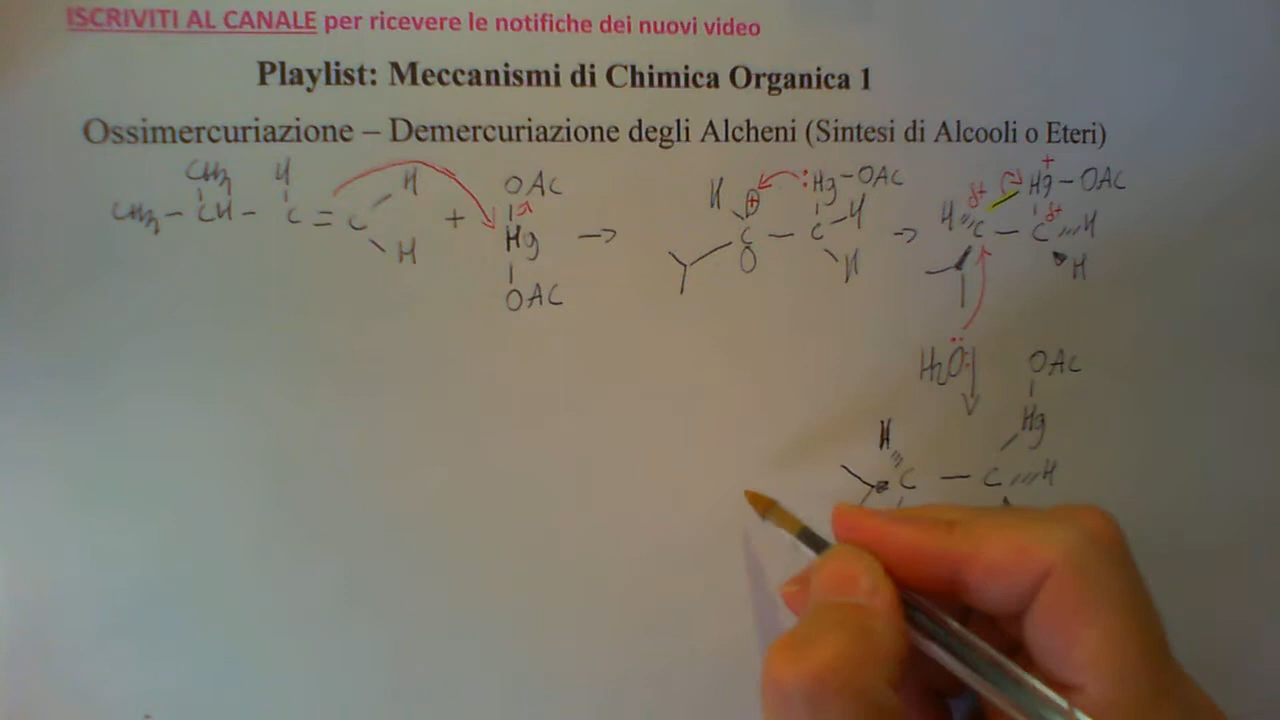 ISCRIVITI AL CANALE per ricevere le notifiche dei nuovi video
Playlist: Meccanismi di Chimica Organica 1
Ossimercuriazione – Demercuriazione degli Alcheni (Sintesi di Alcooli o Eteri)
CH3 H H OAC H ⊕ :Hg-OAC δ+ + Hg-OAC
CH3 - CH - C = C + Hg → C - C - H → H C - C H δ+
H OAC H H
H2O: OAC
H Hg
C - C H